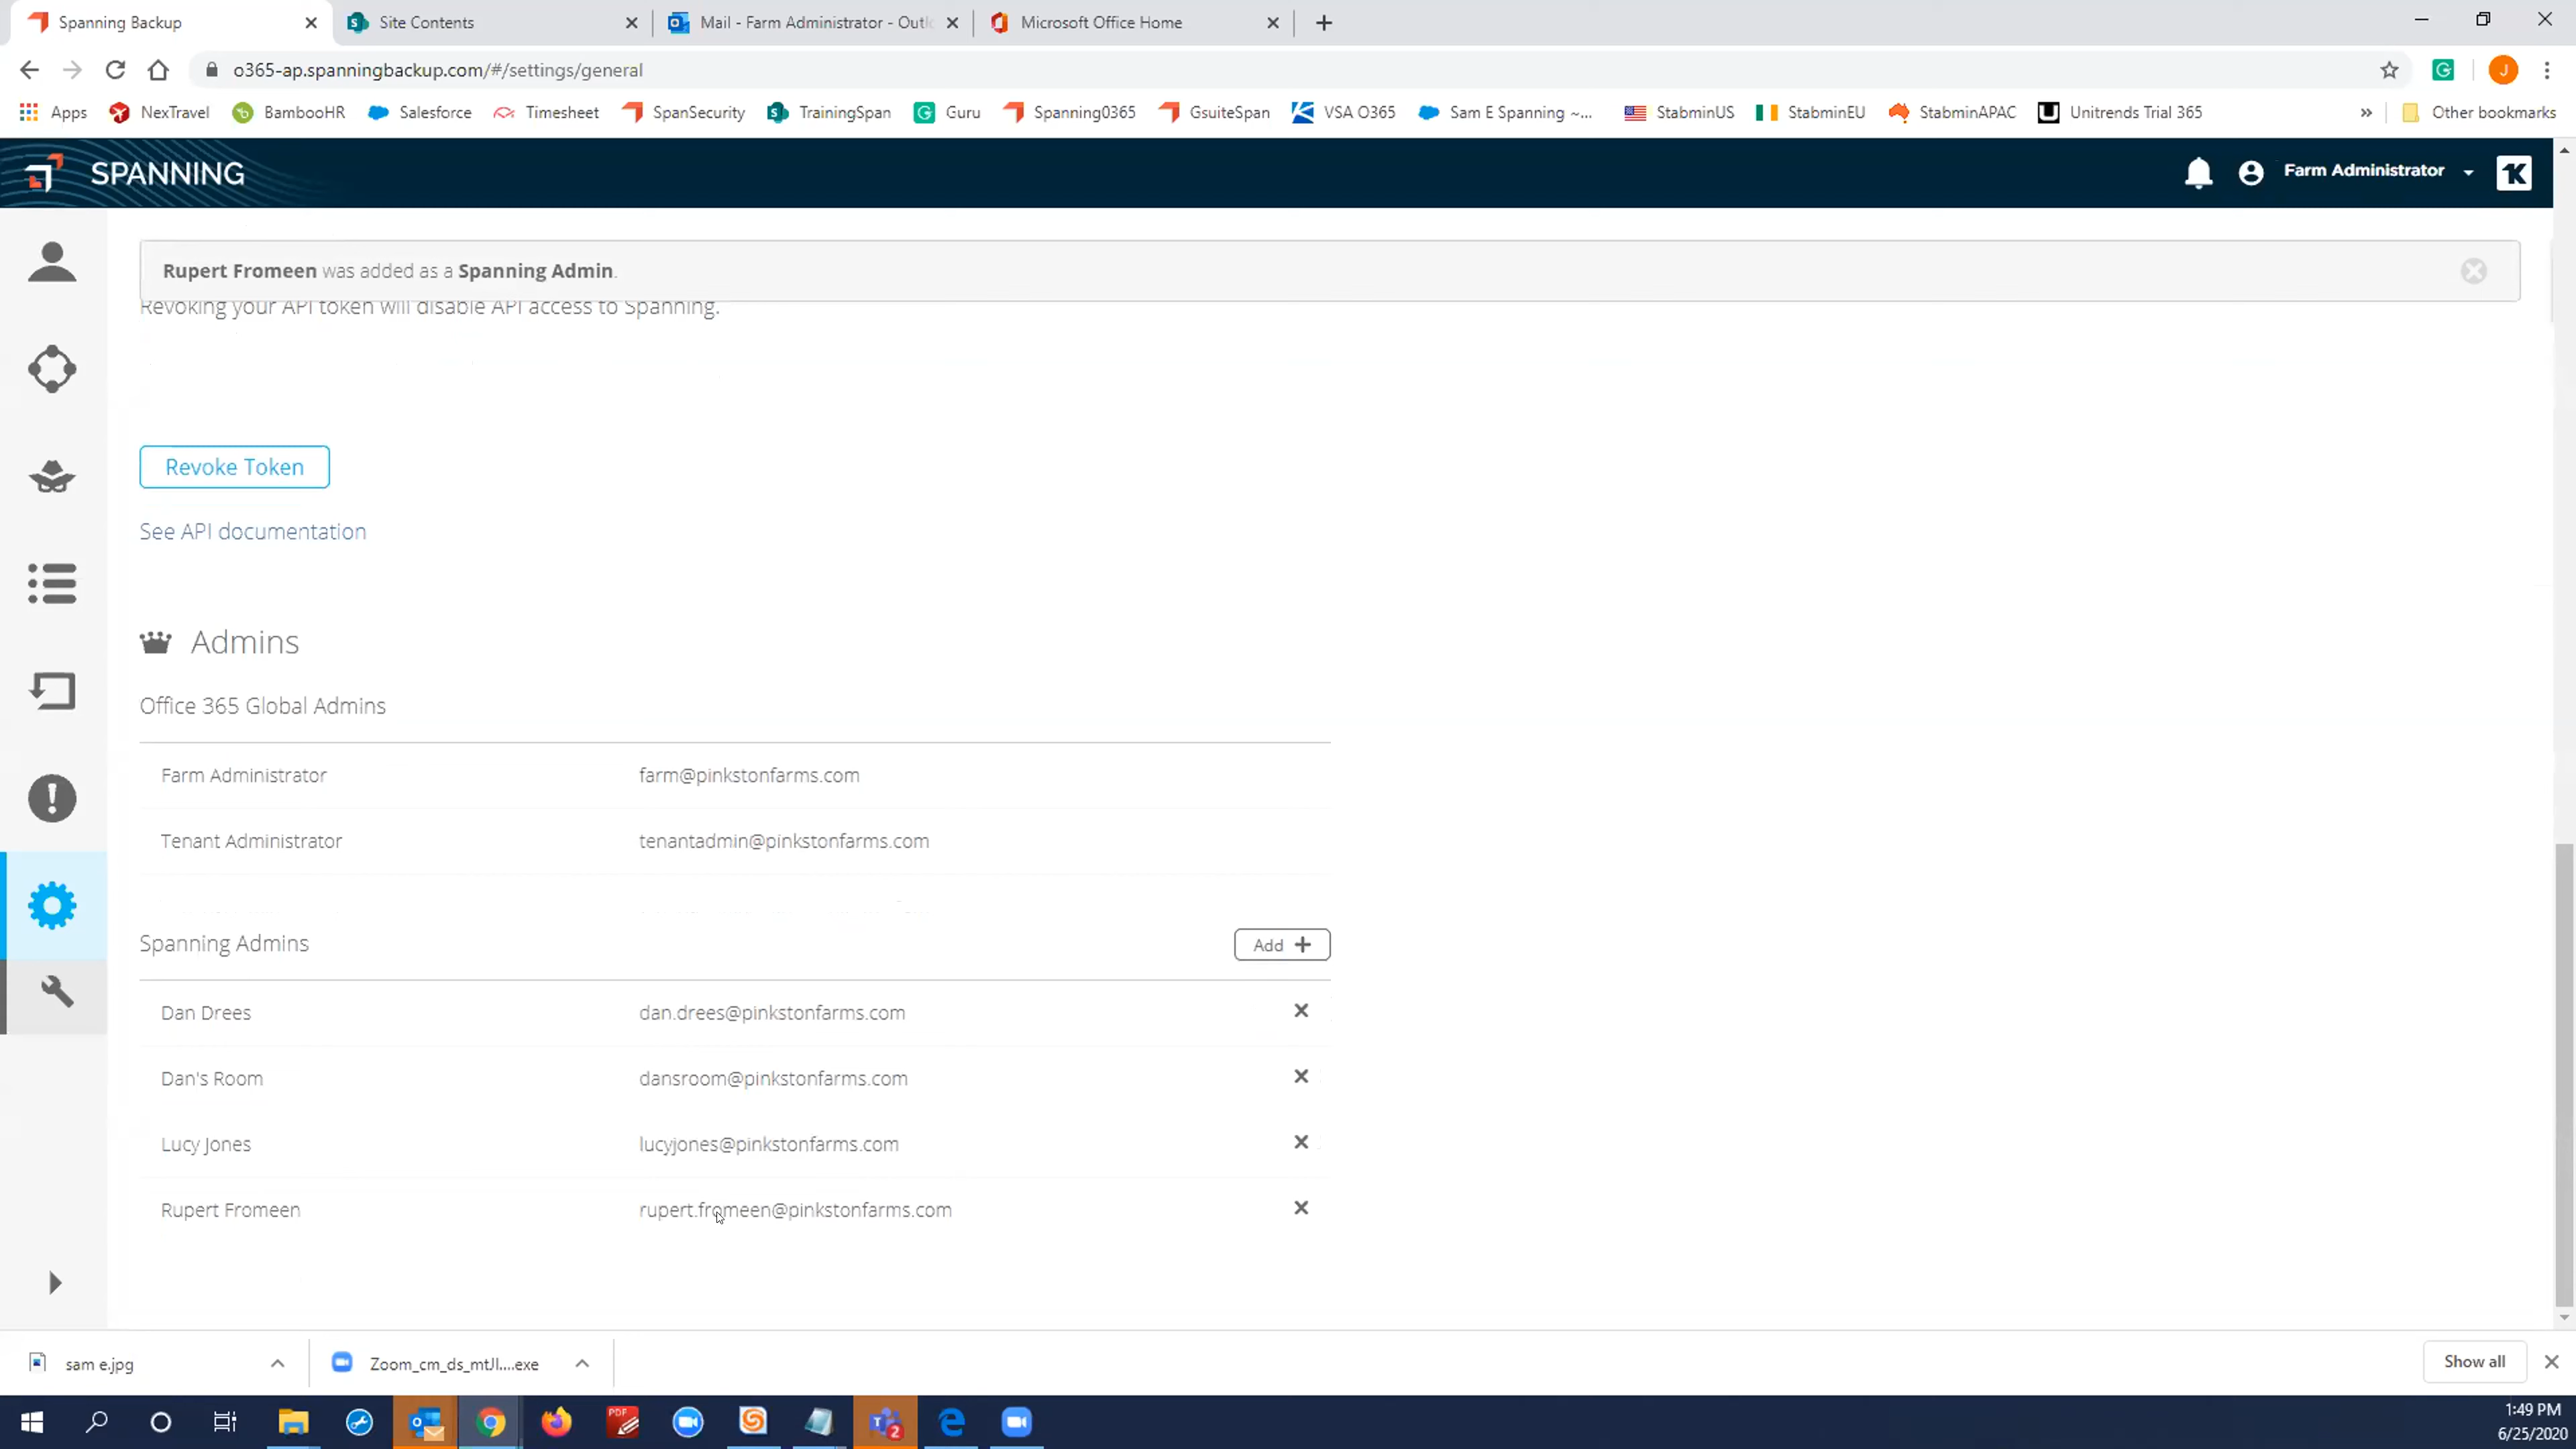 Spanning Backup
Site Contents
Mail - Farm Administrator - Outl
Microsoft Office Home
o365-ap.spanningbackup.com/#/settings/general
J
Apps
NexTravel
BambooHR
Salesforce
Timesheet
SpanSecurity
TrainingSpan
Guru
Spanning0365
GsuiteSpan
VSA O365
Sam E Spanning ~...
StabminUS
StabminEU
StabminAPAC
Unitrends Trial 365
»
Other bookmarks
SPANNING
Farm Administrator
Rupert Fromeen was added as a Spanning Admin.
Revoking your API token will disable API access to Spanning.
Revoke Token
See API documentation
Admins
Office 365 Global Admins
Farm Administrator farm@pinkstonfarms.com
Tenant Administrator tenantadmin@pinkstonfarms.com
Spanning Admins
Add +
Dan Drees dan.drees@pinkstonfarms.com
Dan's Room dansroom@pinkstonfarms.com
Lucy Jones lucyjones@pinkstonfarms.com
Rupert Fromeen rupert.fromeen@pinkstonfarms.com
sam e.jpg
Zoom_cm_ds_mtJl....exe
Show all
PDF
2
1:49 PM
6/25/2020